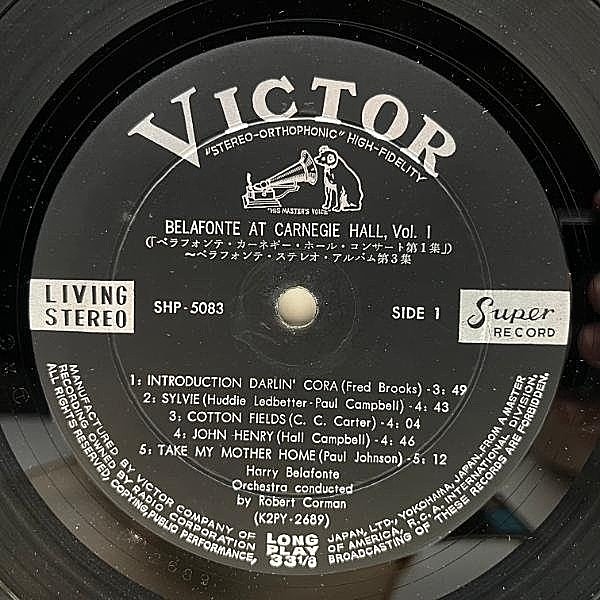 VICTOR
"STEREO-ORTHOPHONIC" HIGH-FIDELITY
"HIS MASTER'S VOICE"
BELAFONTE AT CARNEGIE HALL, Vol. 1
(「ベラフォンテ・カーネギー・ホール・コンサート第1集」)
～ベラフォンテ・ステレオ・アルバム第3集
LIVING
STEREO
SHP-5083
SIDE 1
Super
RECORD
1: INTRODUCTION DARLIN' CORA (Fred Brooks) - 3: 49
2: SYLVIE (Huddie Ledbetter - Paul Campbell) - 4: 43
3: COTTON FIELDS (C. C. Carter) - 4: 04
4: JOHN HENRY (Hall Campbell) - 4: 46
5: TAKE MY MOTHER HOME (Paul Johnson) - 5: 12
Harry Belafonte
Orchestra conducted
by Robert Corman
(K2PY-2689)
LONG
PLAY
33 1/3
MANUFACTURED BY VICTOR COMPANY OF JAPAN, LTD., YOKOHAMA, JAPAN, FROM A MASTER
RECORDING OWNED BY RADIO CORPORATION OF AMERICA, R.C.A. INTERNATIONAL DIVISION.
ALL RIGHTS RESERVED, COPYING, PUBLIC PERFORMANCE, BROADCASTING OF THESE RECORDS ARE FORBIDDEN.